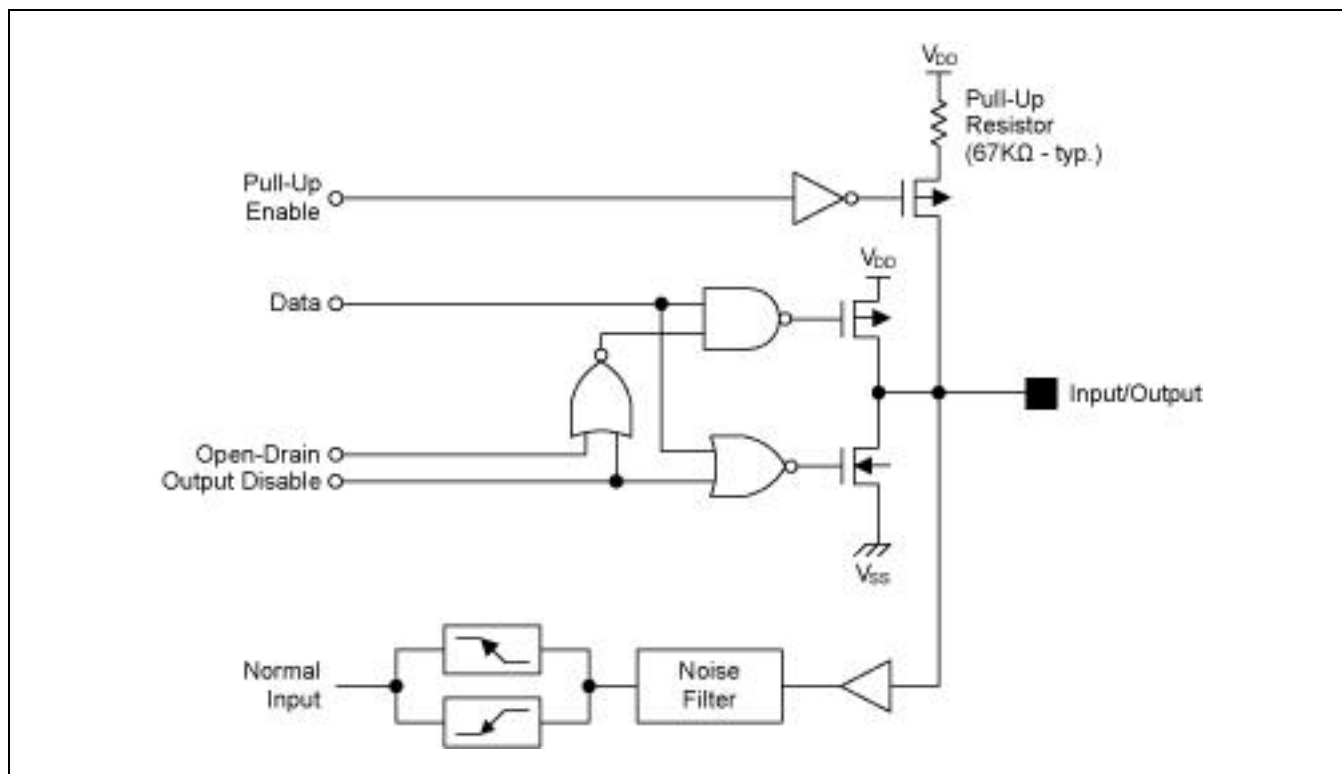 VDD
Pull-Up
Resistor
(67KΩ - typ.)
Pull-Up
Enable
VDD
Data
Input/Output
Open-Drain
Output Disable
VSS
Normal
Input
Noise
Filter